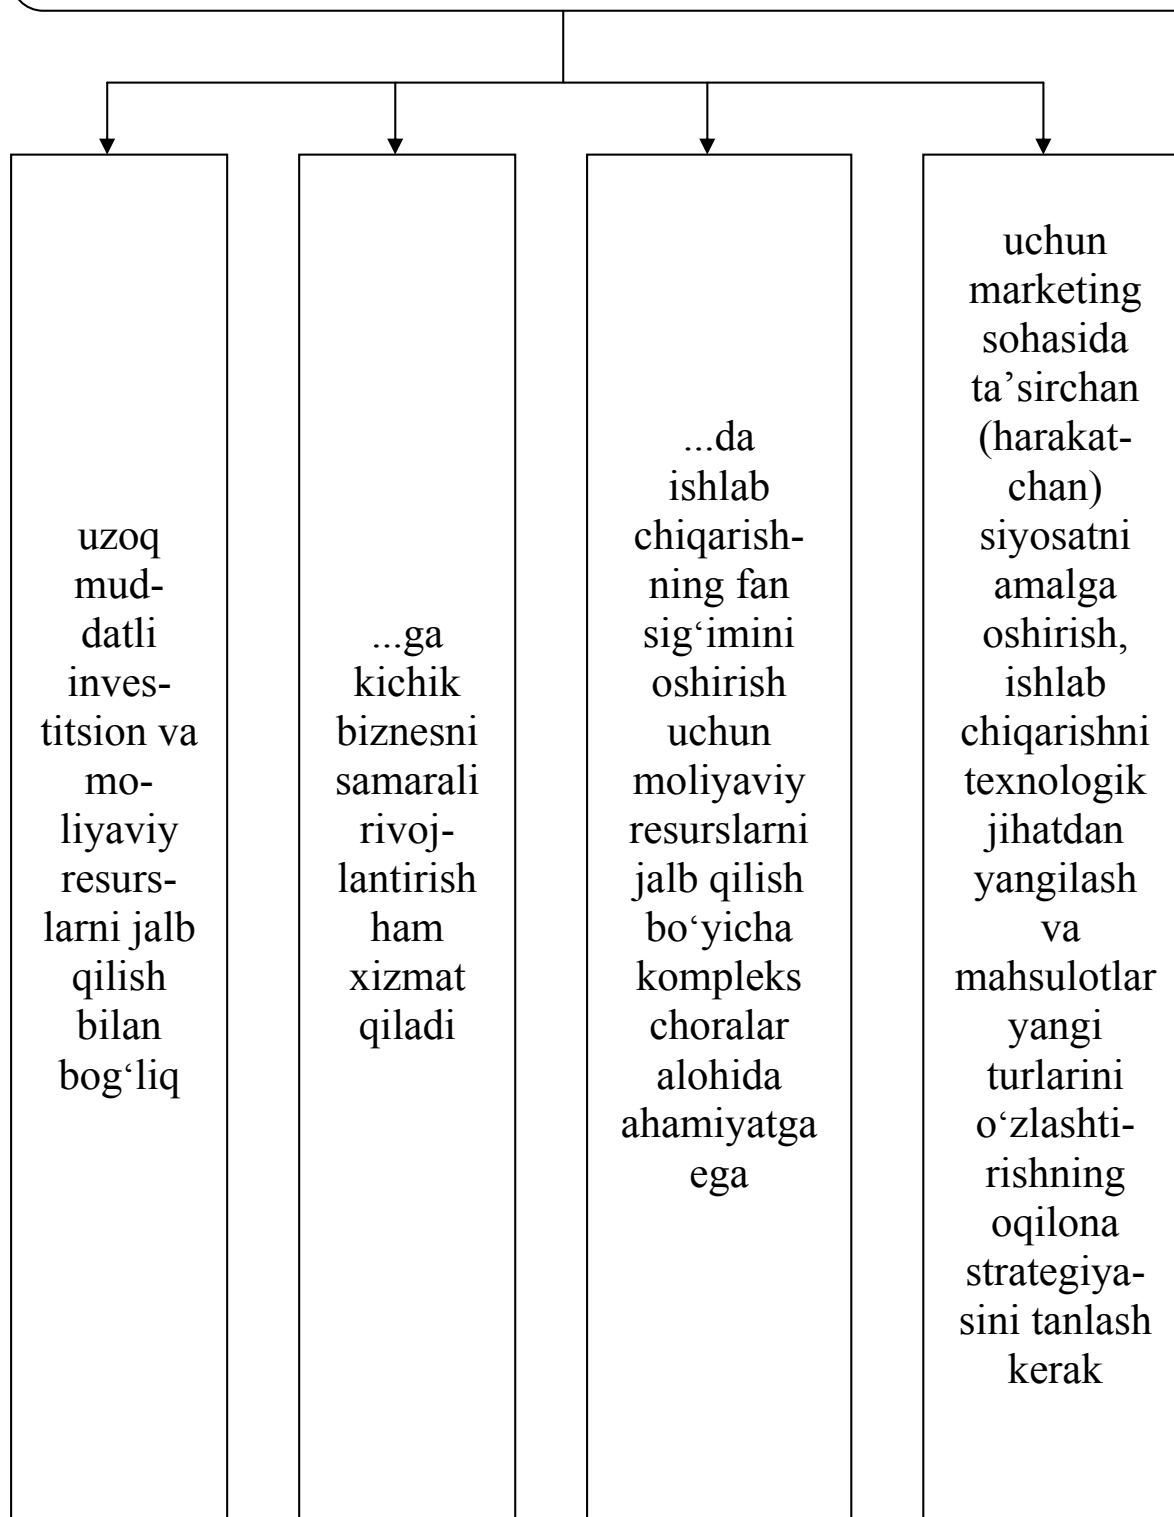 uzoq
mud-
datli
inves-
titsion va
mo-
liyaviy
resurs-
larni jalb
qilish
bilan
bog‘liq
...ga
kichik
biznesni
samarali
rivoj-
lantirish
ham
xizmat
qiladi
...da
ishlab
chiqarish-
ning fan
sig‘imini
oshirish
uchun
moliyaviy
resurslarni
jalb qilish
bo‘yicha
kompleks
choralar
alohida
ahamiyatga
ega
uchun
marketing
sohasida
ta’sirchan
(harakat-
chan)
siyosatni
amalga
oshirish,
ishlab
chiqarishni
texnologik
jihatdan
yangilash
va
mahsulotlar
yangi
turlarini
o‘zlashti-
rishning
oqilona
strategiya-
sini tanlash
kerak